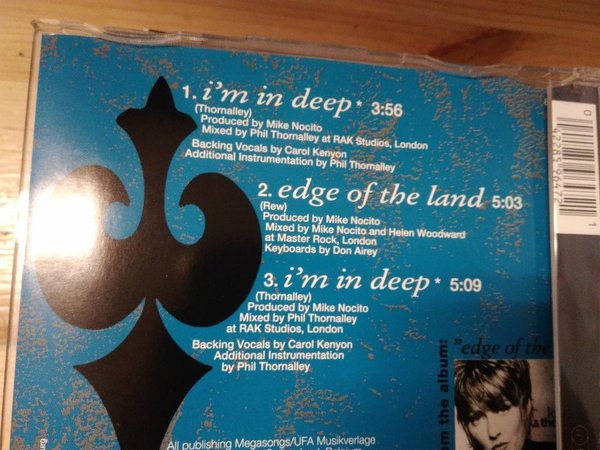 1. i'm in deep* 3:56
(Thornalley)
Produced by Mike Nocito
Mixed by Phil Thornalley at RAK Studios, London
Backing Vocals by Carol Kenyon
Additional Instrumentation by Phil Thornalley
2. edge of the land 5:03
(Rew)
Produced by Mike Nocito
Mixed by Mike Nocito and Helen Woodward
at Master Rock, London
Keyboards by Don Airey
3. i'm in deep* 5:09
(Thornalley)
Produced by Mike Nocito
Mixed by Phil Thornalley
at RAK Studios, London
Backing Vocals by Carol Kenyon
Additional Instrumentation
by Phil Thornalley
All publishing Megasongs/UFA Musikverlage
om the album:
"edge of the